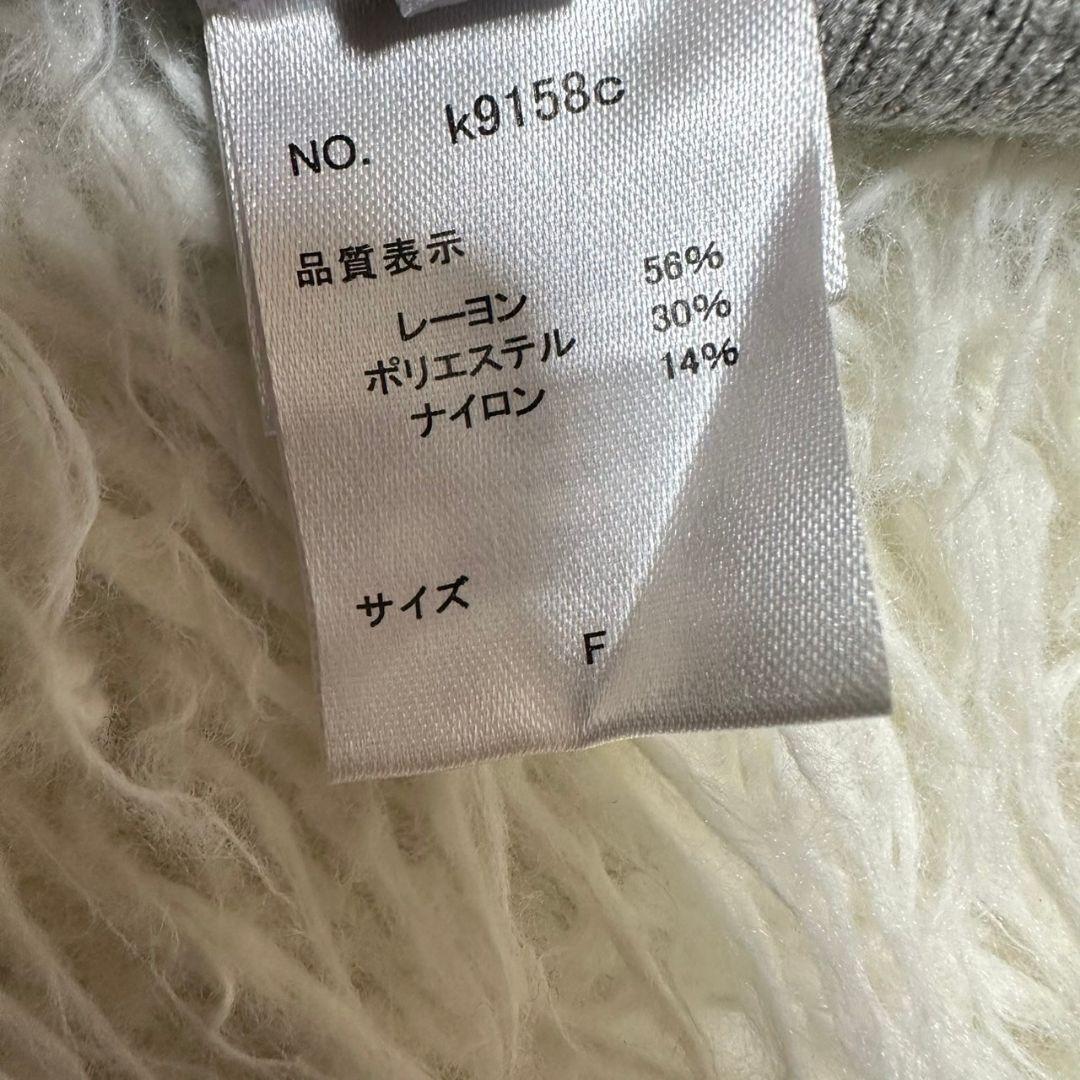 NO. k9158c
品質表示
レーヨン 56%
ポリエステル 30%
ナイロン 14%
サイズ
F